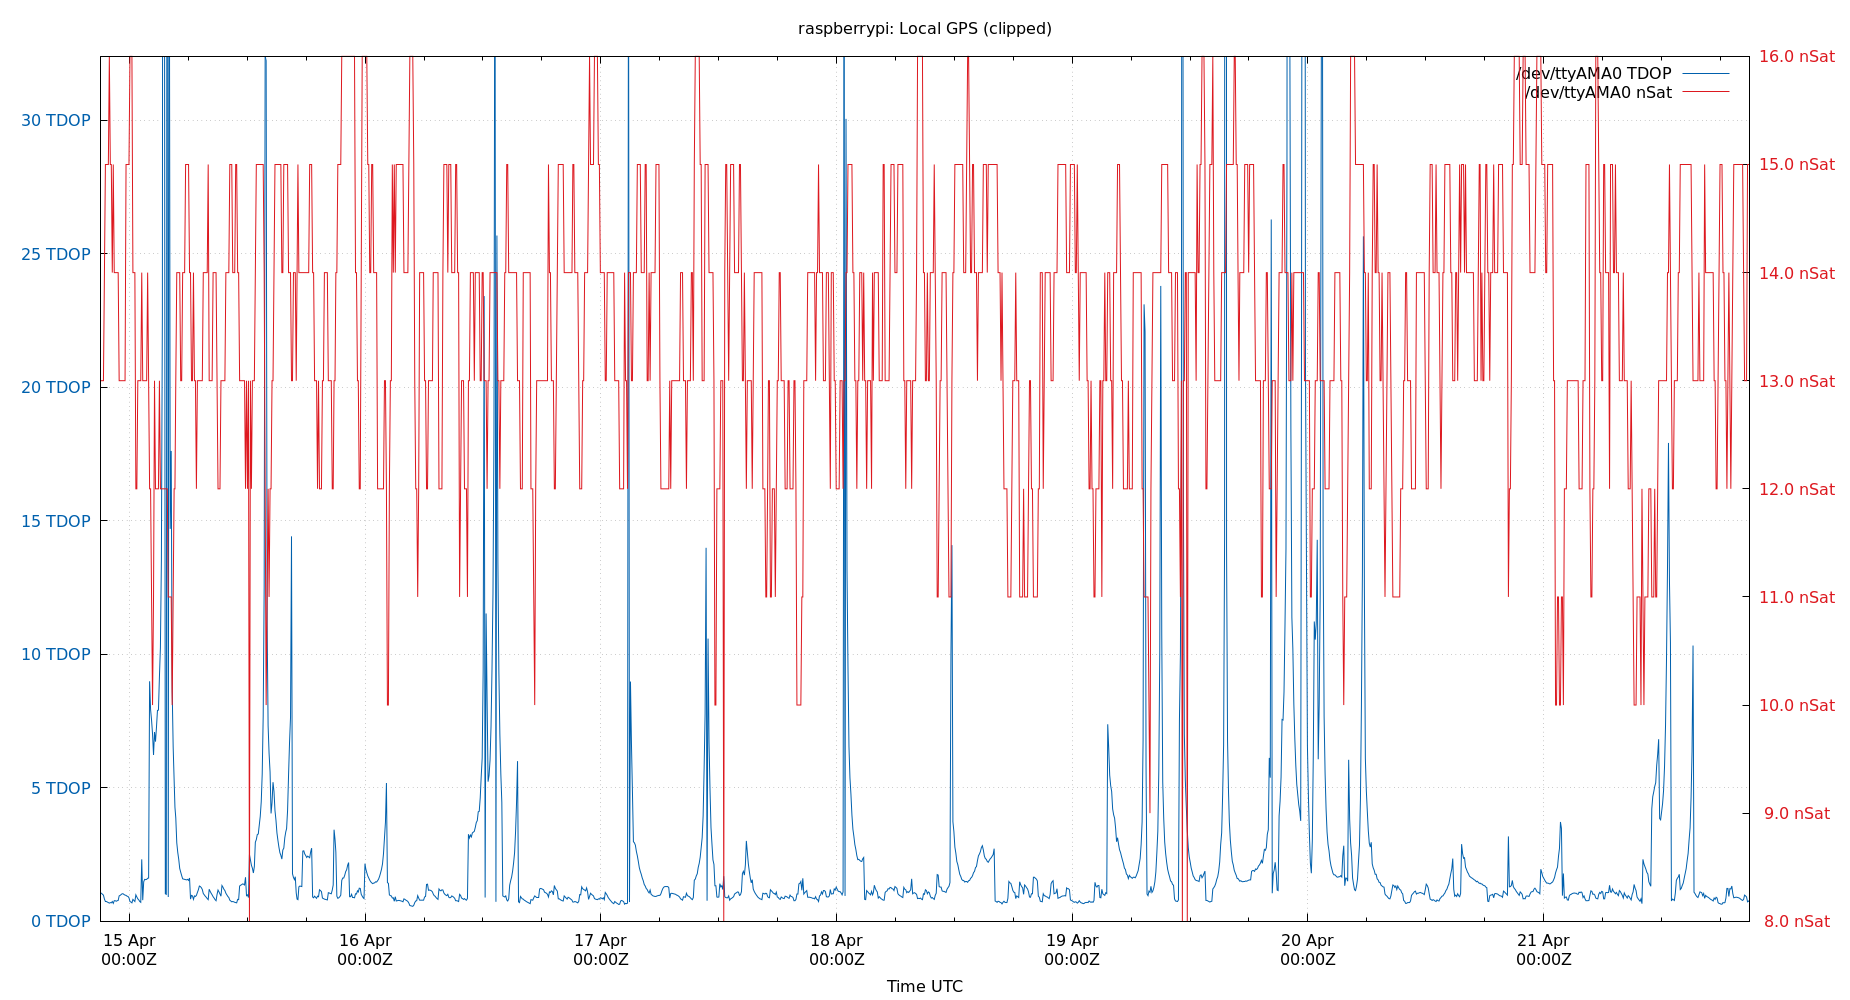 raspberrypi: Local GPS (clipped)
/dev/ttyAMA0 TDOP
/dev/ttyAMA0 nSat
30 TDOP
25 TDOP
20 TDOP
15 TDOP
10 TDOP
5 TDOP
0 TDOP
16.0 nSat
15.0 nSat
14.0 nSat
13.0 nSat
12.0 nSat
11.0 nSat
10.0 nSat
9.0 nSat
8.0 nSat
15 Apr 16 Apr 17 Apr 18 Apr 19 Apr 20 Apr 21 Apr
00:00Z 00:00Z 00:00Z 00:00Z 00:00Z 00:00Z 00:00Z
Time UTC